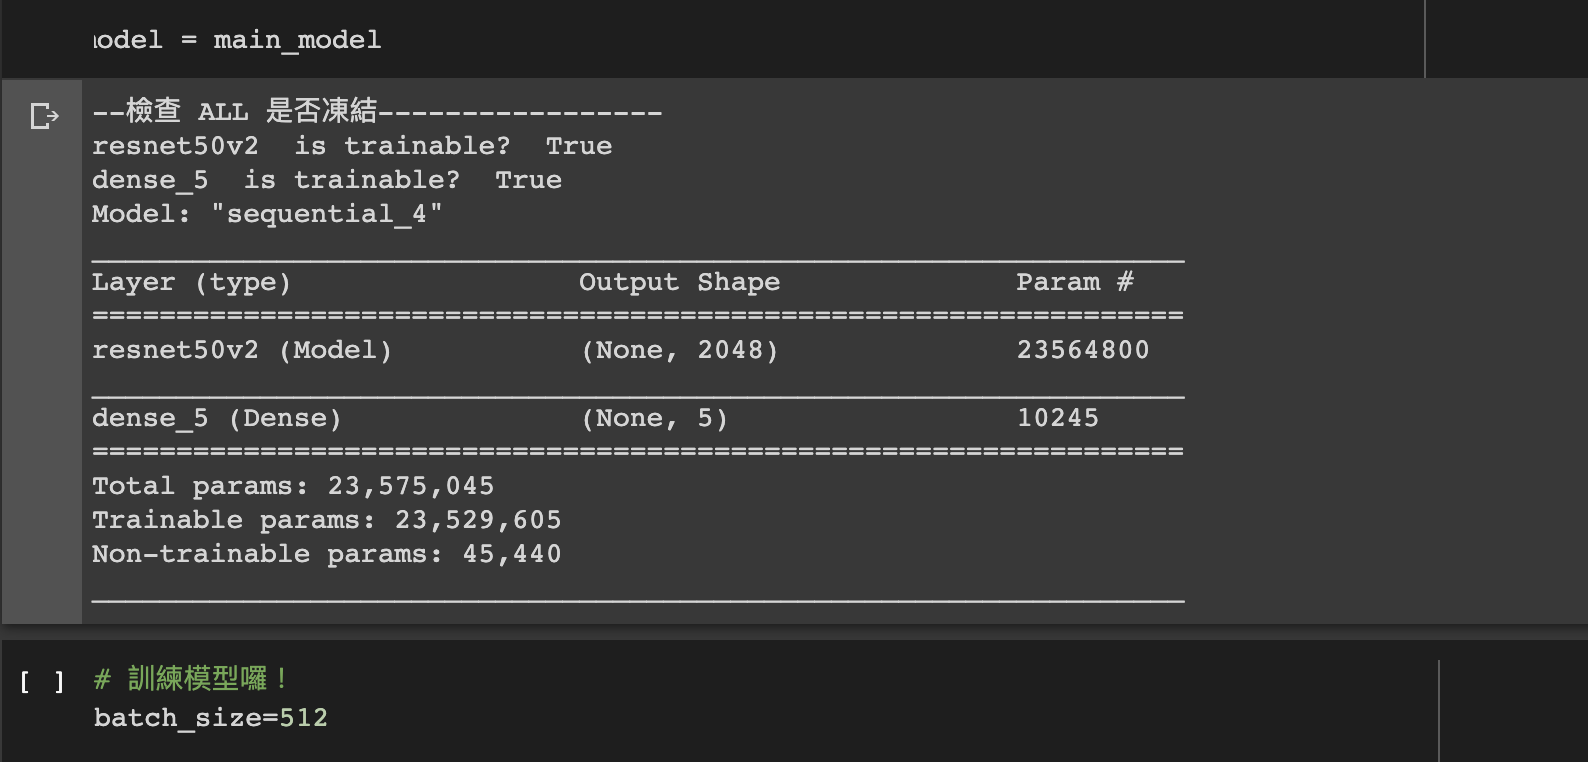 odel = main_model
--檢查 ALL 是否凍結-----------------
resnet50v2  is trainable?  True
dense_5  is trainable?  True
Model: "sequential_4"
_________________________________________________________________
Layer (type)                 Output Shape              Param #
=================================================================
resnet50v2 (Model)           (None, 2048)              23564800
_________________________________________________________________
dense_5 (Dense)              (None, 5)                 10245
=================================================================
Total params: 23,575,045
Trainable params: 23,529,605
Non-trainable params: 45,440
_________________________________________________________________
[ ] # 訓練模型囉！
batch_size=512